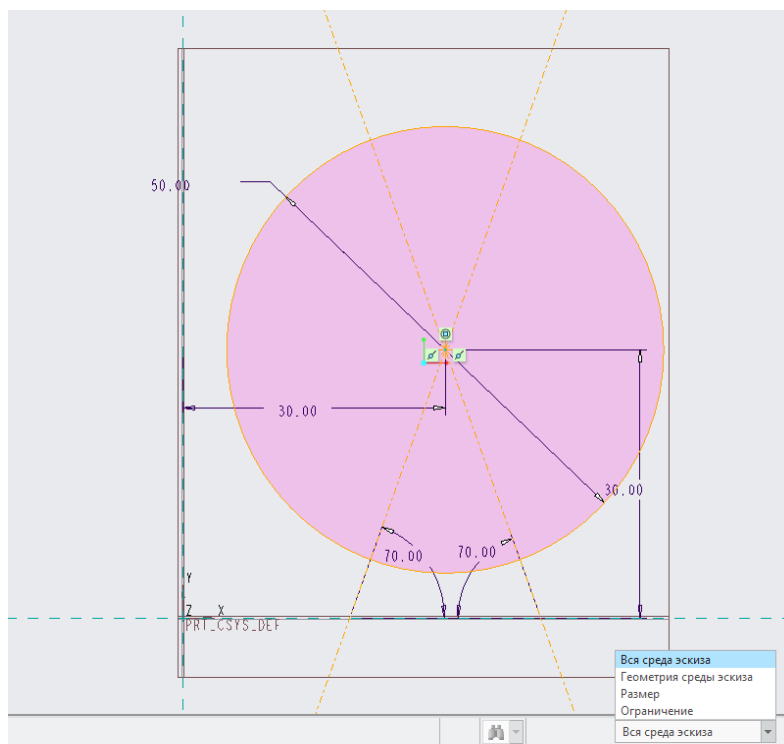 50.00
30.00
30.00
70.00
70.00
Y
Z X
PRT_CSYS_DEF
Вся среда эскиза
Геометрия среды эскиза
Размер
Ограничение
Вся среда эскиза